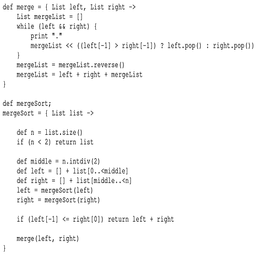 def merge = { List left, List right ->
    List mergeList = []
    while (left && right) {
        print "."
        mergeList << ((left[-1] > right[-1]) ? left.pop() : right.pop())
    }
    mergeList = mergeList.reverse()
    mergeList = left + right + mergeList
}

def mergeSort;
mergeSort = { List list ->

    def n = list.size()
    if (n < 2) return list

    def middle = n.intdiv(2)
    def left = [] + list[0..<middle]
    def right = [] + list[middle..<n]
    left = mergeSort(left)
    right = mergeSort(right)

    if (left[-1] <= right[0]) return left + right

    merge(left, right)
}